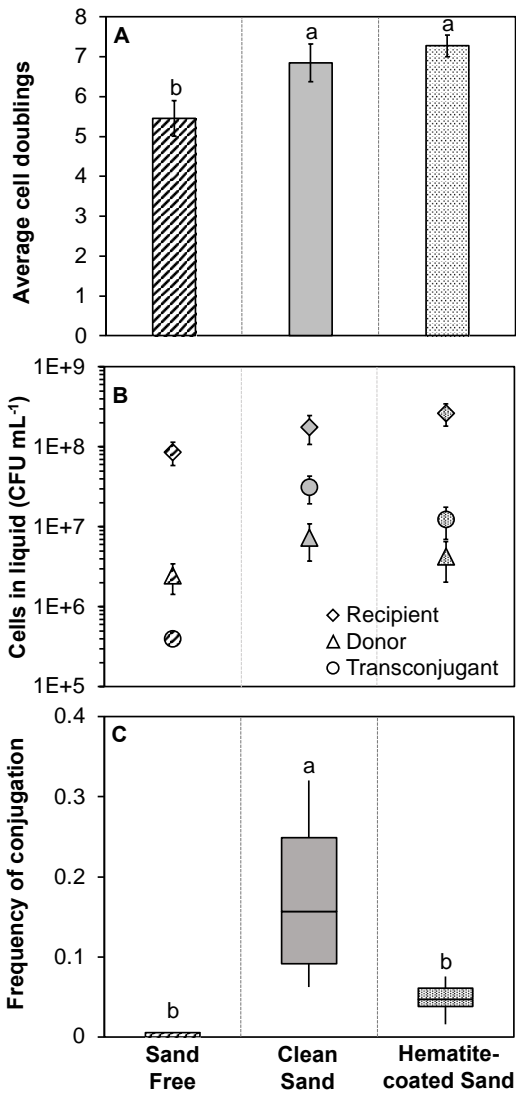 A
Average cell doublings
8
7
6
5
4
3
2
1
0
b
a
a
B
Cells in liquid (CFU mL⁻¹)
1E+9
1E+8
1E+7
1E+6
1E+5
Recipient
Donor
Transconjugant
C
Frequency of conjugation
0.4
0.3
0.2
0.1
0
b
a
b
Sand
Free
Clean
Sand
Hematite-
coated Sand